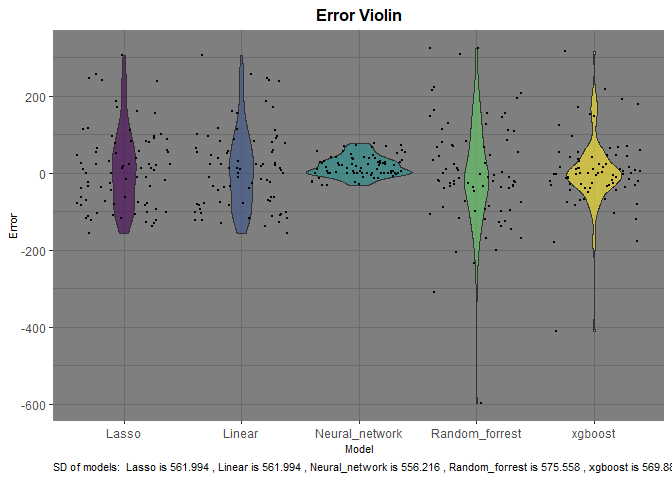 Error Violin
200
0
-200
-400
-600
Error
Lasso Linear Neural_network Random_forrest xgboost
Model
SD of models: Lasso is 561.994 , Linear is 561.994 , Neural_network is 556.216 , Random_forrest is 575.558 , xgboost is